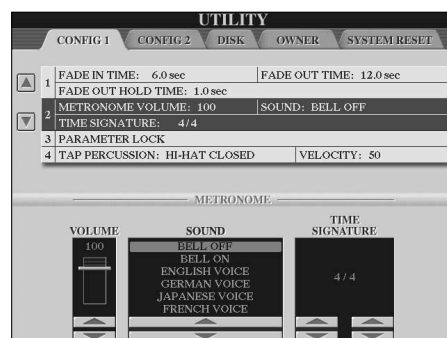 UTILITY
CONFIG 1 CONFIG 2 DISK OWNER SYSTEM RESET
1 FADE IN TIME: 6.0 sec FADE OUT TIME: 12.0 sec
FADE OUT HOLD TIME: 1.0 sec
2 METRONOME VOLUME: 100 SOUND: BELL OFF
TIME SIGNATURE: 4/4
3 PARAMETER LOCK
4 TAP PERCUSSION: HI-HAT CLOSED VELOCITY: 50
METRONOME
VOLUME SOUND TIME SIGNATURE
100
BELL OFF
BELL ON
ENGLISH VOICE
GERMAN VOICE
JAPANESE VOICE
FRENCH VOICE
4 / 4